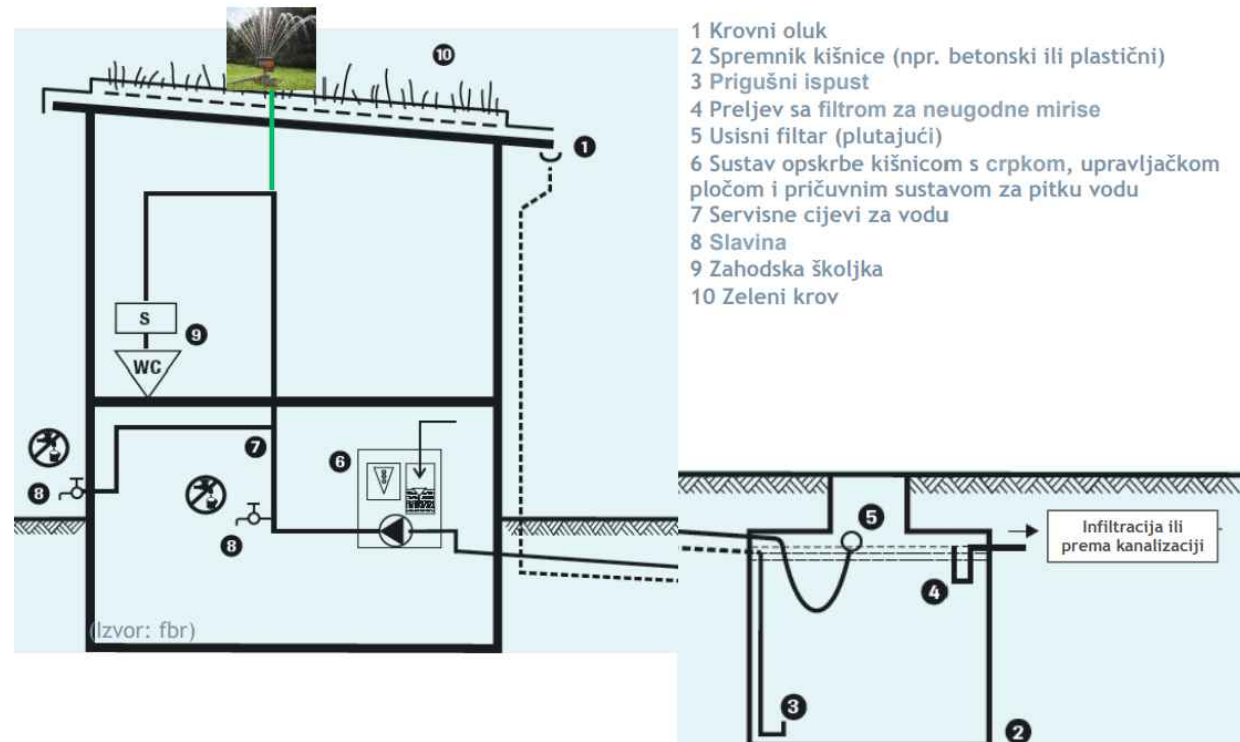 1 Krovni oluk
2 Spremnik kišnice (npr. betonski ili plastični)
3 Prigušni ispust
4 Preljev sa filtrom za neugodne mirise
5 Usisni filtar (plutajući)
6 Sustav opskrbe kišnicom s crpkom, upravljačkom
pločom i pričuvnim sustavom za pitku vodu
7 Servisne cijevi za vodu
8 Slavina
9 Zahodska školjka
10 Zeleni krov
10
1
S
9
WC
7
6
8
8
(Izvor: fbr)
5
Infiltracija ili
prema kanalizaciji
4
3
2